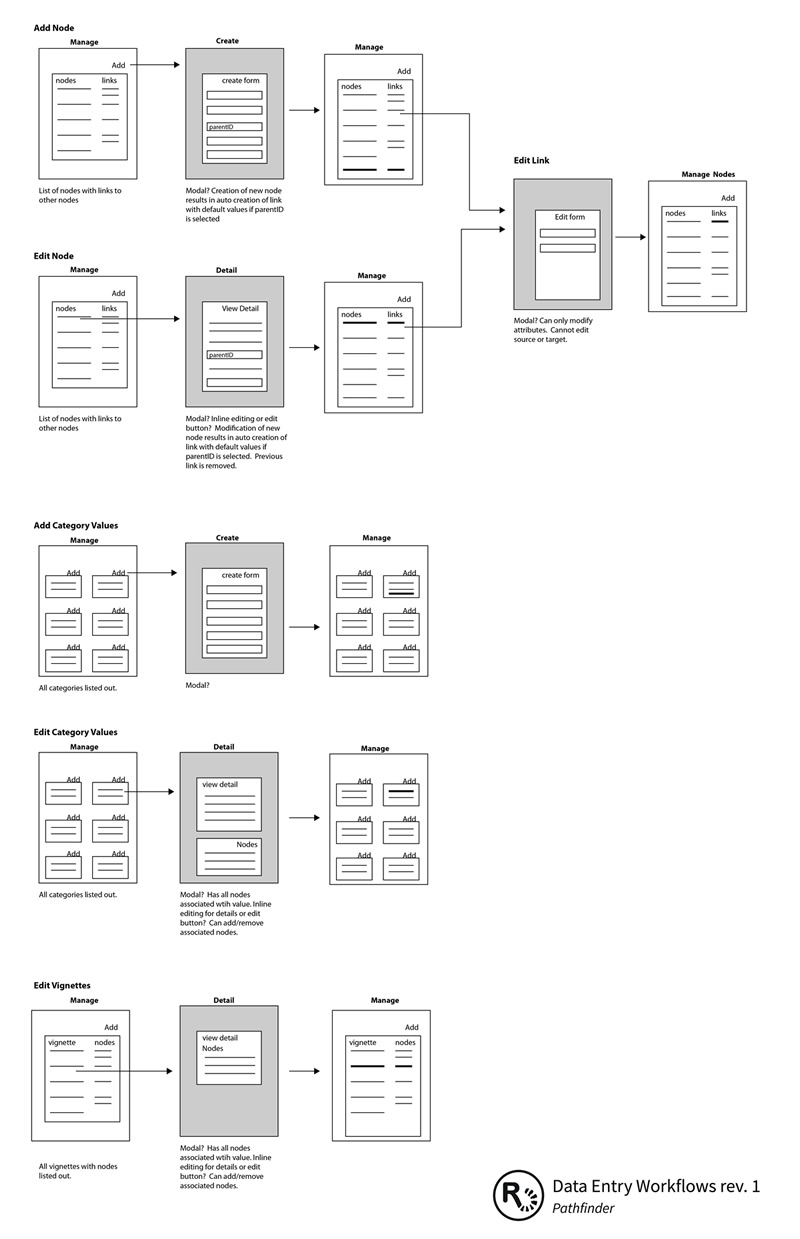 Add Node
Manage
Create
Manage
Add
nodes
links
create form
parentID
Add
nodes
links
List of nodes with links to
other nodes
Modal? Creation of new node
results in auto creation of link
with default values if parentID
is selected
Edit Link
Manage Nodes
Edit form
Add
nodes
links
Modal? Can only modify
attributes. Cannot edit
source or target.
Edit Node
Manage
Detail
Manage
Add
nodes
links
View Detail
parentID
Add
nodes
links
List of nodes with links to
other nodes
Modal? Inline editing or edit
button? Modification of new
node results in auto creation of
link with default values if
parentID is selected. Previous
link is removed.
Add Category Values
Manage
Create
Manage
Add
Add
Add
Add
Add
Add
create form
Add
Add
Add
Add
Add
Add
All categories listed out.
Modal?
Edit Category Values
Manage
Detail
Manage
Add
Add
Add
Add
Add
Add
view detail
Nodes
Add
Add
Add
Add
Add
Add
All categories listed out.
Modal? Has all nodes
associated wtih value. Inline
editing for details or edit
button? Can add/remove
associated nodes.
Edit Vignettes
Manage
Detail
Manage
Add
vignette
nodes
view detail
Nodes
Add
vignette
nodes
All vignettes with nodes
listed out.
Modal? Has all nodes
associated wtih value. Inline
editing for details or edit
button? Can add/remove
associated nodes.
R
Data Entry Workflows rev. 1
Pathfinder